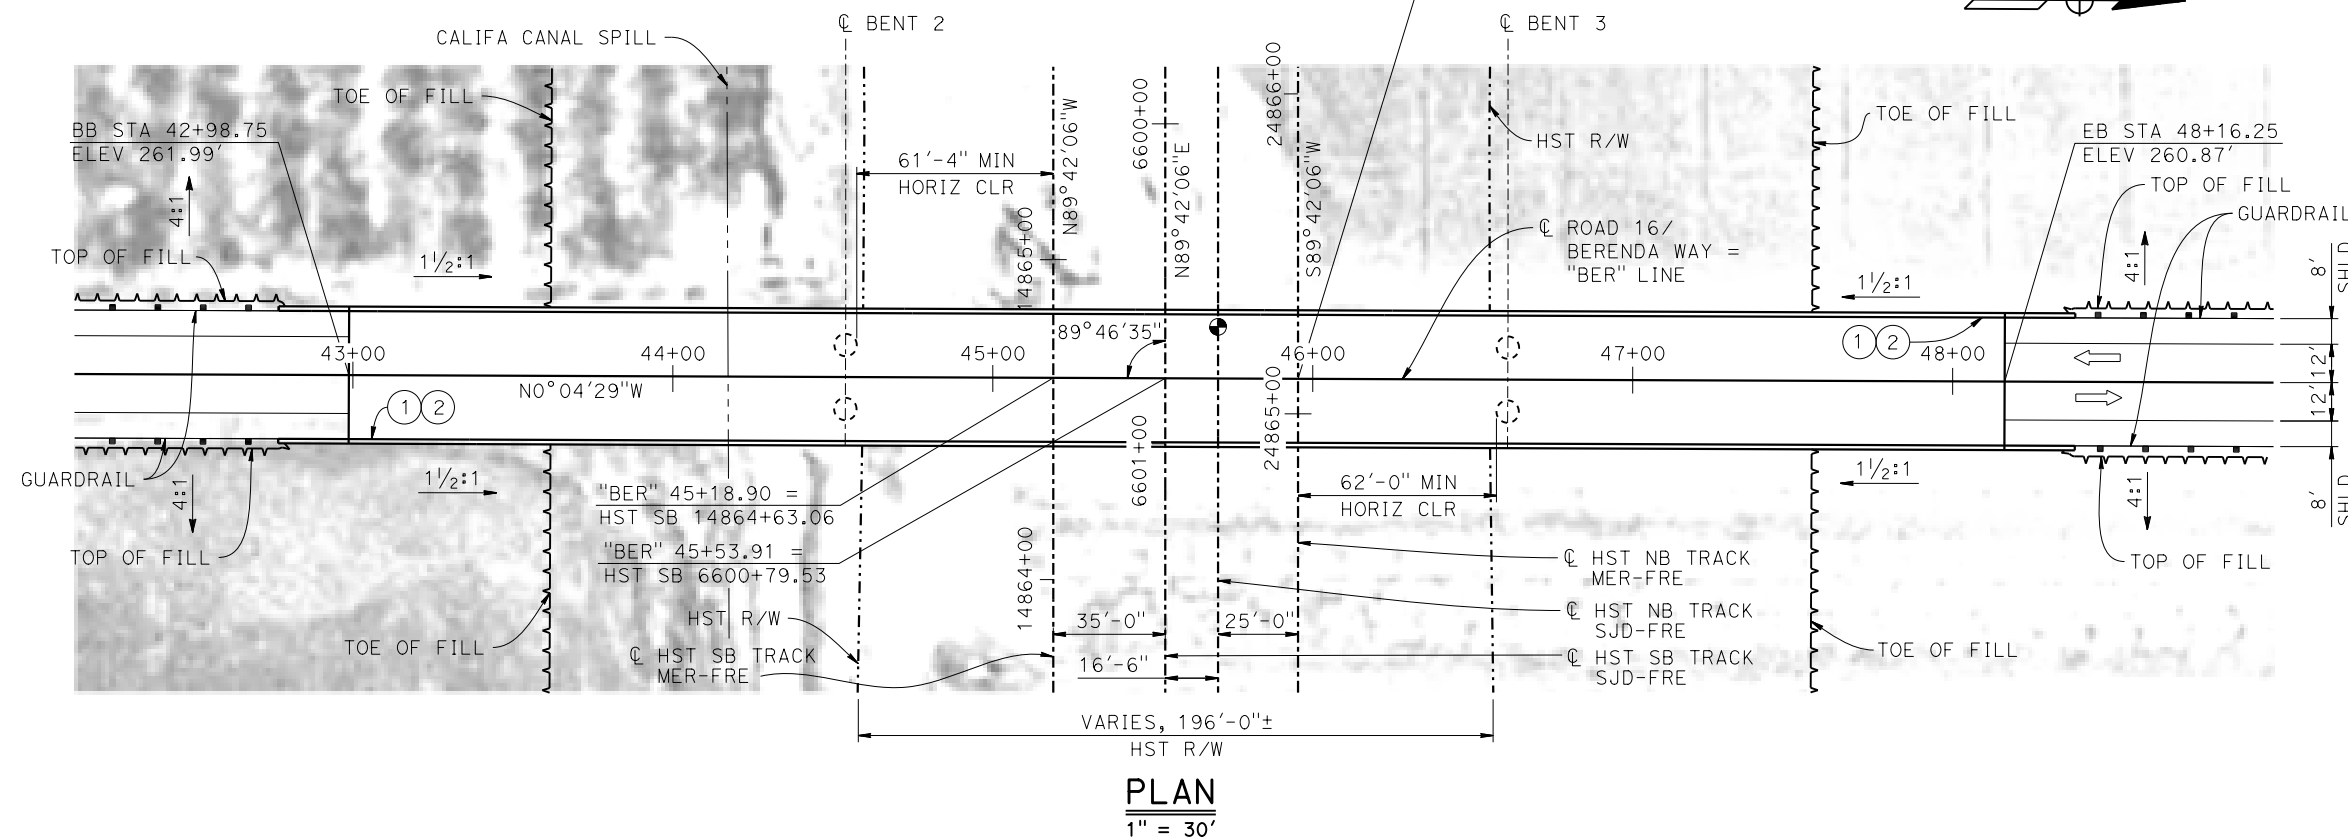 ℄ BENT 2
℄ BENT 3
CALIFA CANAL SPILL
TOE OF FILL
BB STA 42+98.75
ELEV 261.99'
4:1
TOP OF FILL
1½:1
61'-4" MIN
HORIZ CLR
14865+00
N89°42'06"W
6600+00
N89°42'06"E
24866+00
S89°42'06"W
HST R/W
℄ ROAD 16/
BERENDA WAY =
"BER" LINE
TOE OF FILL
EB STA 48+16.25
ELEV 260.87'
TOP OF FILL
GUARDRAIL
4:1
1½:1
8'
SHLD
43+00
44+00
45+00
89°46'35"
46+00
47+00
1 2
48+00
12'
12'
N0°04'29"W
1 2
24865+00
6601+00
GUARDRAIL
4:1
1½:1
"BER" 45+18.90 =
HST SB 14864+63.06
62'-0" MIN
HORIZ CLR
1½:1
4:1
8'
SHLD
TOP OF FILL
"BER" 45+53.91 =
HST SB 6600+79.53
14864+00
℄ HST NB TRACK
MER-FRE
TOP OF FILL
HST R/W
35'-0"
25'-0"
℄ HST NB TRACK
SJD-FRE
TOE OF FILL
℄ HST SB TRACK
MER-FRE
16'-6"
℄ HST SB TRACK
SJD-FRE
TOE OF FILL
VARIES, 196'-0"±
HST R/W
PLAN
1" = 30'